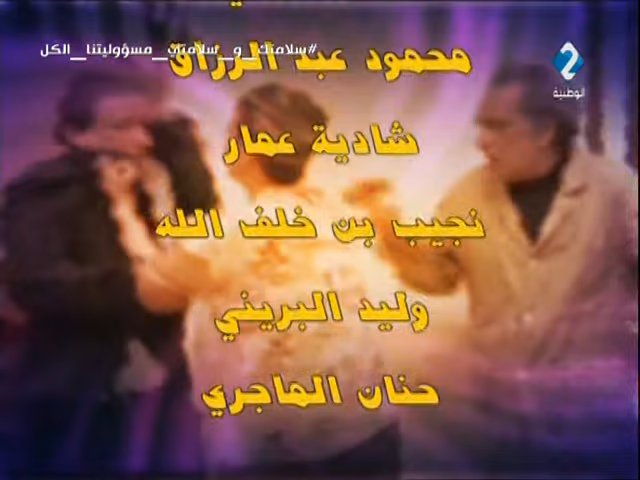 #سلامتك_و_سلامتي_مسؤوليتنا_الكل
محمود عبد الرزاق
2
الوطنية
شادية عمار
نجيب بن خلف الله
وليد البريني
حنان الماجري